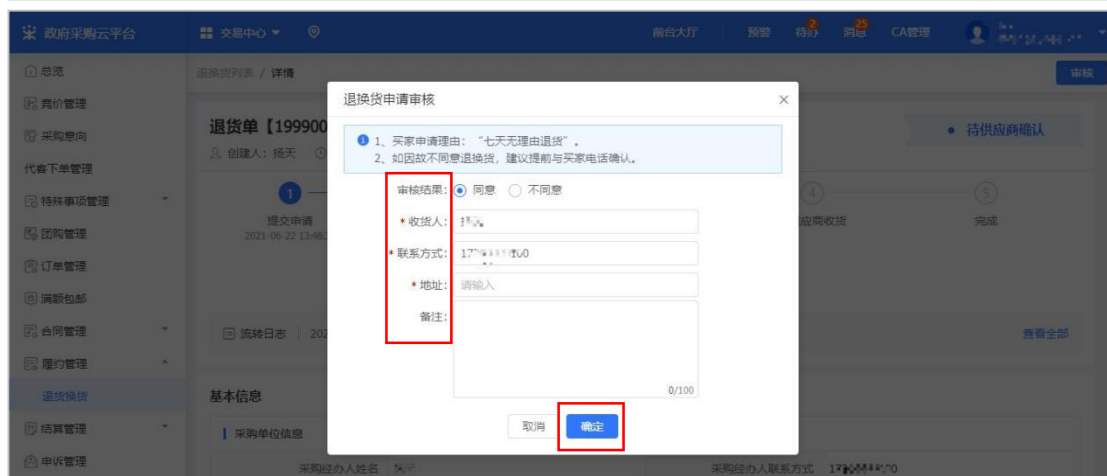 政府采购云平台
交易中心
前台大厅
预警
待办
2
消息
25
CA管理
总览
退换货列表 / 详情
审核
竞价管理
采购意向
代客下单管理
特殊事项管理
团购管理
订单管理
满额包邮
合同管理
履约管理
退货换货
结算管理
申诉管理
退货单【199900
待供应商确认
创建人：扬天
1
提交申请
2021-06-22 13:46:
4
应商收货
5
完成
流转日志 202
查看全部
退换货申请审核
1、买家申请理由：“七天无理由退货”。
2、如因故不同意退换货，建议提前与买家电话确认。
审核结果： 同意 不同意
* 收货人：
* 联系方式：
* 地址： 请输入
备注：
0/100
取消 确定
基本信息
采购单位信息
采购经办人姓名
采购经办人联系方式